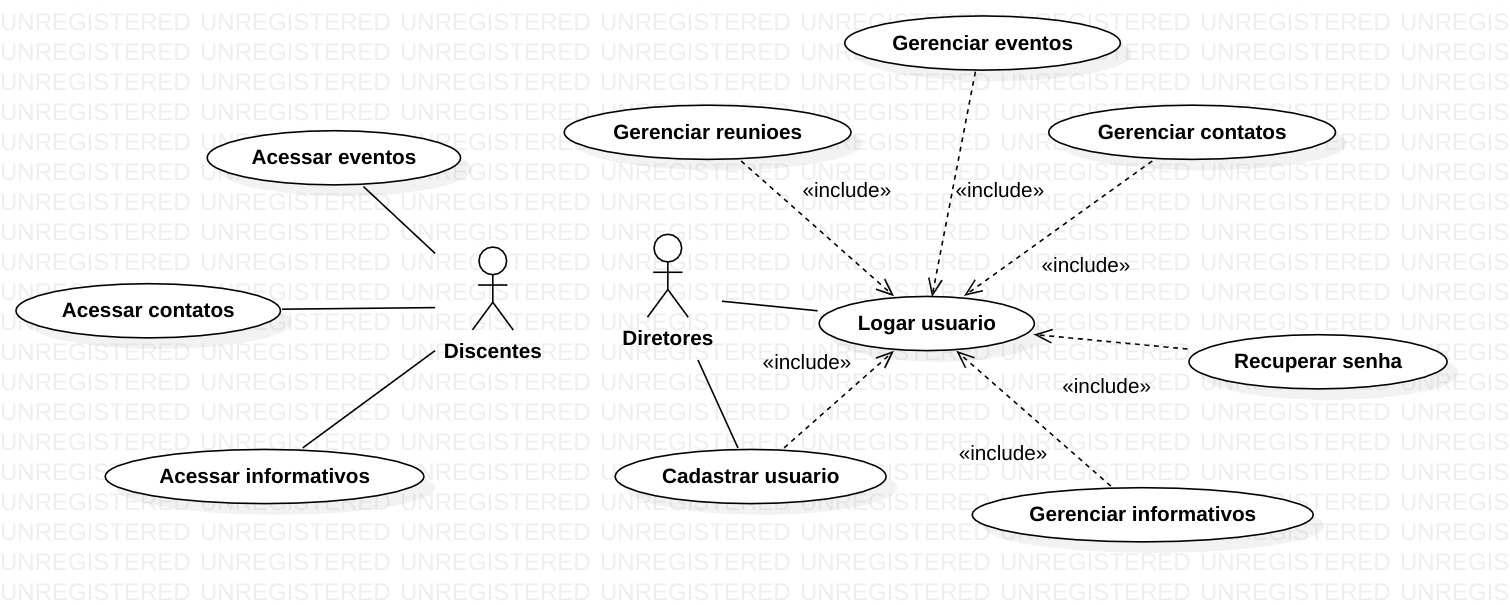 UNREGISTERED UNREGISTERED UNREGISTERED UNREGISTERED UNREGISTERED UNREGISTERED UNREGISTERED
Gerenciar eventos
Gerenciar reunioes
Gerenciar contatos
Acessar eventos
«include»
«include»
«include»
Acessar contatos
Logar usuario
Diretores
Discentes
«include»
Recuperar senha
«include»
«include»
Acessar informativos
Cadastrar usuario
Gerenciar informativos